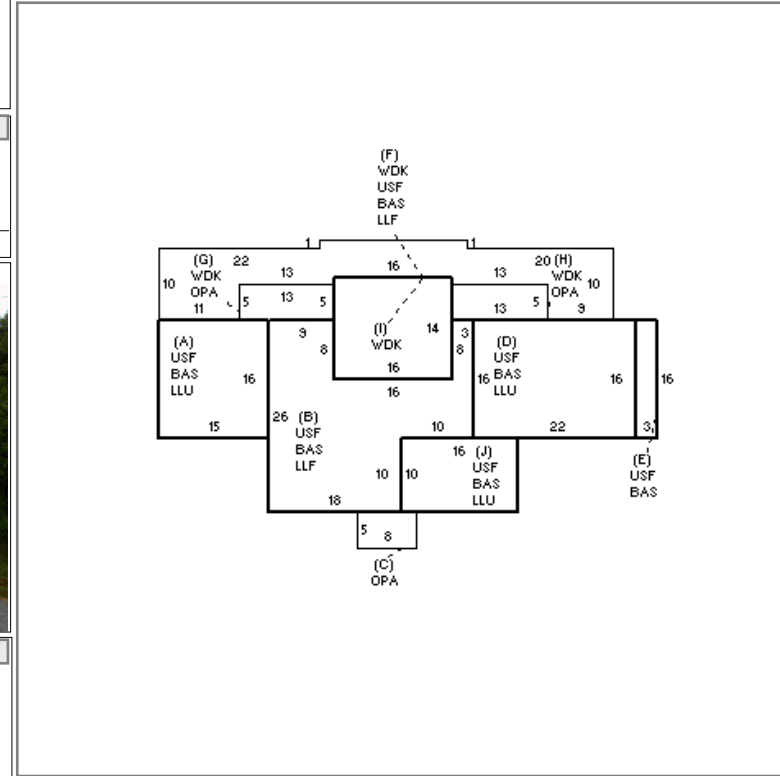 (F)
WDK
USF
BAS
LLF
1 1
(G) 22 16 20 (H)
WDK 13 13 WDK
10 OPA OPA 10
11 5 13 5 13 5 9
(A) 9 (I) 14 3 (D)
USF 8 WDK 8 USF
BAS BAS
LLU 16 16 16 LLU 16 16
16
15 26 (B) 10 22 3
USF 16 (J) (E)
BAS USF USF
LLF 10 10 BAS BAS
18 LLU
5 8
(C)
OPA